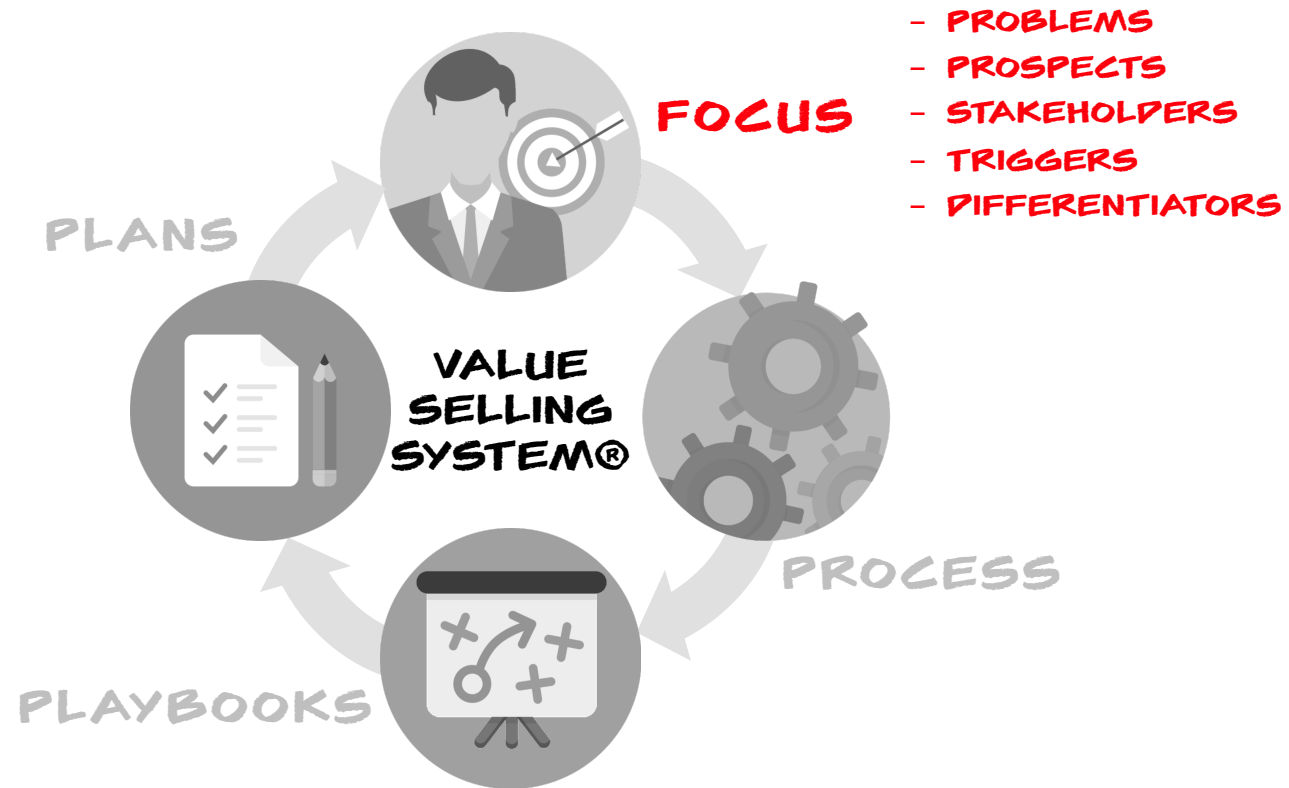 - PROBLEMS
- PROSPECTS
FOCUS
- STAKEHOLDERS
- TRIGGERS
- DIFFERENTIATORS
PLANS
VALUE
SELLING
SYSTEM®
PROCESS
PLAYBOOKS